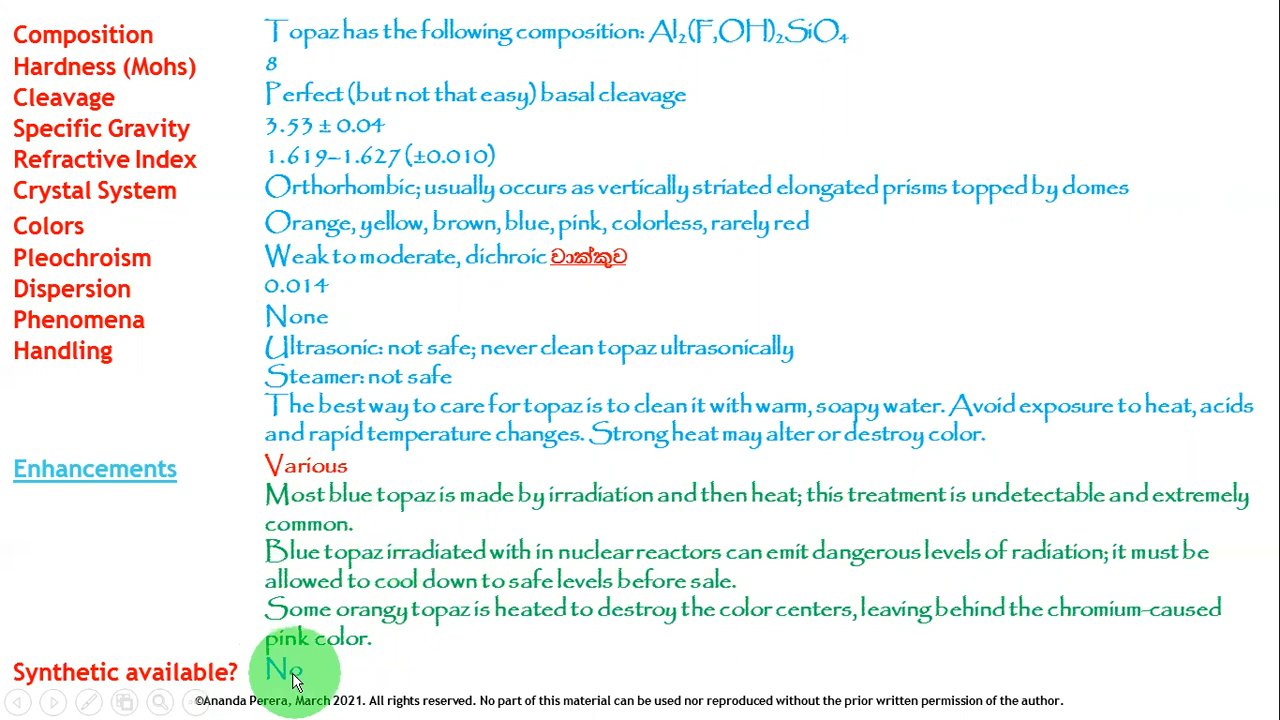 Composition Topaz has the following composition: Al₂(F,OH)₂SiO₄
Hardness (Mohs) 8
Cleavage Perfect (but not that easy) basal cleavage
Specific Gravity 3.53 ± 0.04
Refractive Index 1.619–1.627 (±0.010)
Crystal System Orthorhombic; usually occurs as vertically striated elongated prisms topped by domes
Colors Orange, yellow, brown, blue, pink, colorless, rarely red
Pleochroism Weak to moderate, dichroic වාක්කුව
Dispersion 0.014
Phenomena None
Handling Ultrasonic: not safe; never clean topaz ultrasonically
Steamer: not safe
The best way to care for topaz is to clean it with warm, soapy water. Avoid exposure to heat, acids
and rapid temperature changes. Strong heat may alter or destroy color.
Enhancements Various
Most blue topaz is made by irradiation and then heat; this treatment is undetectable and extremely
common.
Blue topaz irradiated with in nuclear reactors can emit dangerous levels of radiation; it must be
allowed to cool down to safe levels before sale.
Some orangy topaz is heated to destroy the color centers, leaving behind the chromium-caused
pink color.
Synthetic available? No
©Ananda Perera, March 2021. All rights reserved. No part of this material can be used nor reproduced without the prior written permission of the author.